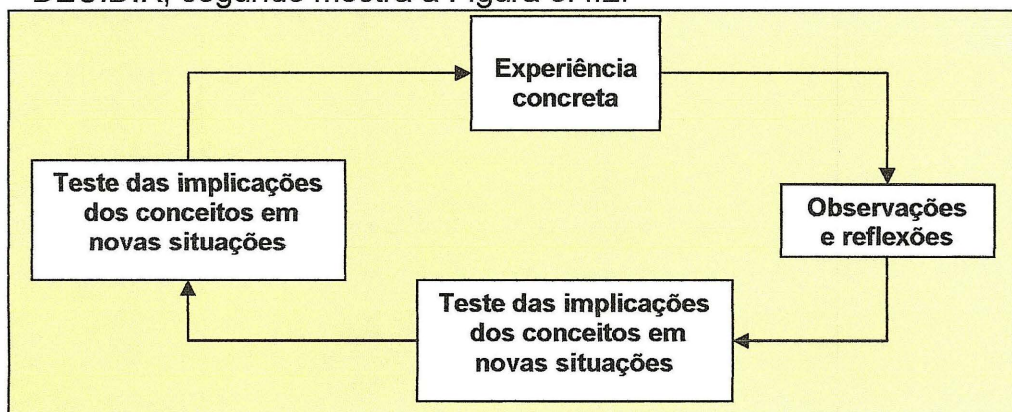 segundo mostra a Figura
Experiência
concreta
Teste das implicações
dos conceitos em
novas situações
Observações
e reflexões
Teste das implicações
dos conceitos em
novas situações